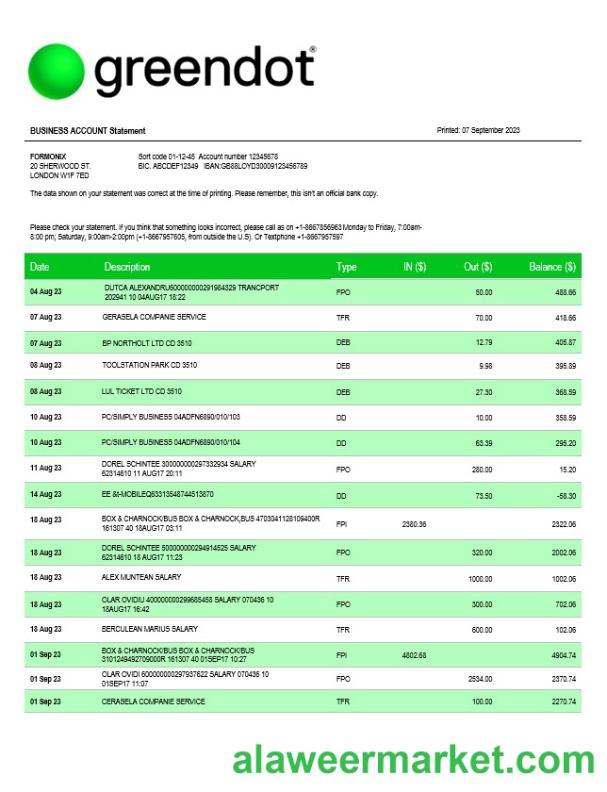 greendot®
BUSINESS ACCOUNT Statement
Printed: 07 September 2023
FORMONIX
20 SHERWOOD ST.
LONDON W1F 7ED
Sort code 01-12-45 Account number 12345678
BIC. ABCDEF12349 IBAN:GB88LOYD30009123456789
The data shown on your statement was correct at the time of printing. Please remember, this isn't an official bank copy.
Please check your statement. If you think that something looks incorrect, please call as on +1-8667856963 Monday to Friday, 7:00am-
8:00 pm; Saturday, 9:00am-2:00pm (+1-8667957605, from outside the U.S). Or Textphone +1-8667957597
Date Description Type IN ($) Out ($) Balance ($)
04 Aug 23 DUTCA ALEXANDRU600000000291984329 TRANCPORT FPO 50.00 488.66
202941 10 04AUG17 18:22
07 Aug 23 GERASELA COMPANIE SERVICE TFR 70.00 418.66
07 Aug 23 BP NORTHOLT LTD CD 3510 DEB 12.79 405.87
08 Aug 23 TOOLSTATION PARK CD 3510 DEB 9.98 395.89
08 Aug 23 LUL TICKET LTD CD 3510 DEB 27.30 368.59
10 Aug 23 PC/SIMPLY BUSINESS 04ADFN6890/010/103 DD 10.00 358.59
10 Aug 23 PC/SIMPLY BUSINESS 04ADFN6890/010/104 DD 63.39 295.20
11 Aug 23 DOREL SCHINTEE 300000000297332934 SALARY FPO 280.00 15.20
62314610 11 AUG17 20:11
14 Aug 23 EE &t-MOBILEQ63313548744513870 DD 73.50 -58.30
18 Aug 23 BOX & CHARNOCK/BUS BOX & CHARNOCK,BUS 4703041128109400R FPI 2380.36 2322.06
161307 40 18AUG17 03:11
18 Aug 23 DOREL SCHINTEE 500000000294914525 SALARY FPO 320.00 2002.06
62314610 18 AUG17 11:23
18 Aug 23 ALEX MUNTEAN SALARY TFR 1000.00 1002.06
18 Aug 23 OLAR OVIDIU 400000000299685458 SALARY 070436 10 FPO 300.00 702.06
18AUG17 16:42
18 Aug 23 BERCULEAN MARIUS SALARY TFR 600.00 102.06
01 Sep 23 BOX & CHARNOCK/BUS BOX & CHARNOCK/BUS FPI 4802.68 4904.74
3101249492709000R 161307 40 01SEP17 10:27
01 Sep 23 OLAR OVIDI 600000000297937622 SALARY 070436 10 FPO 2534.00 2370.74
01SEP17 11:07
01 Sep 23 CERASELA COMPANIE SERVICE TFR 100.00 2270.74
alaweermarket.com